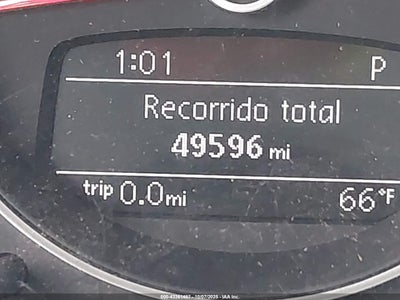 1:01 P
Recorrido total
49596 mi
trip 0.0mi 66°F